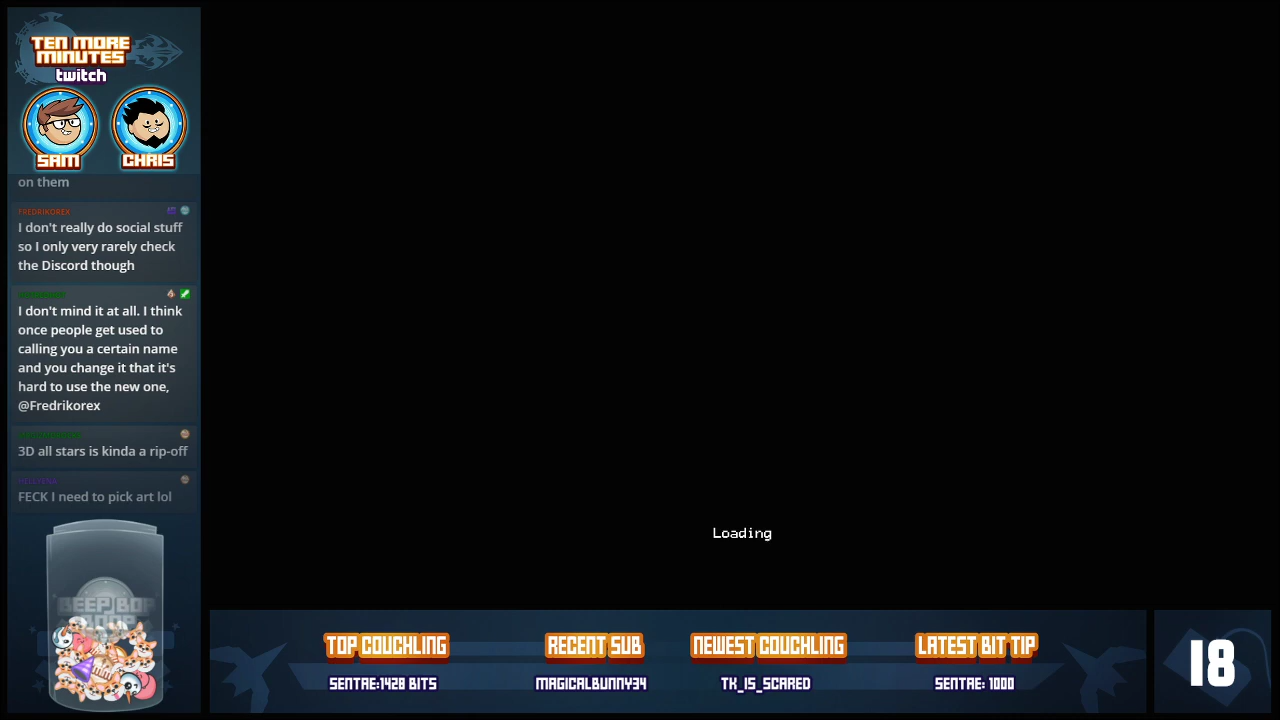 TEN MORE
MINUTES
twitch
SAM
CHRIS
on them
FREDRIKOREX
I don't really do social stuff
so I only very rarely check
the Discord though
I don't mind it at all. I think
once people get used to
calling you a certain name
and you change it that it's
hard to use the new one,
@Fredrikorex
3D all stars is kinda a rip-off
FECK I need to pick art lol
BEEP BOP
BOOP
Loading
TOP COUCHLING
SENTAE:1428 BITS
RECENT SUB
MAGICALBUNNY34
NEWEST COUCHLING
TK_IS_SCARED
LATEST BIT TIP
SENTAE: 1000
18